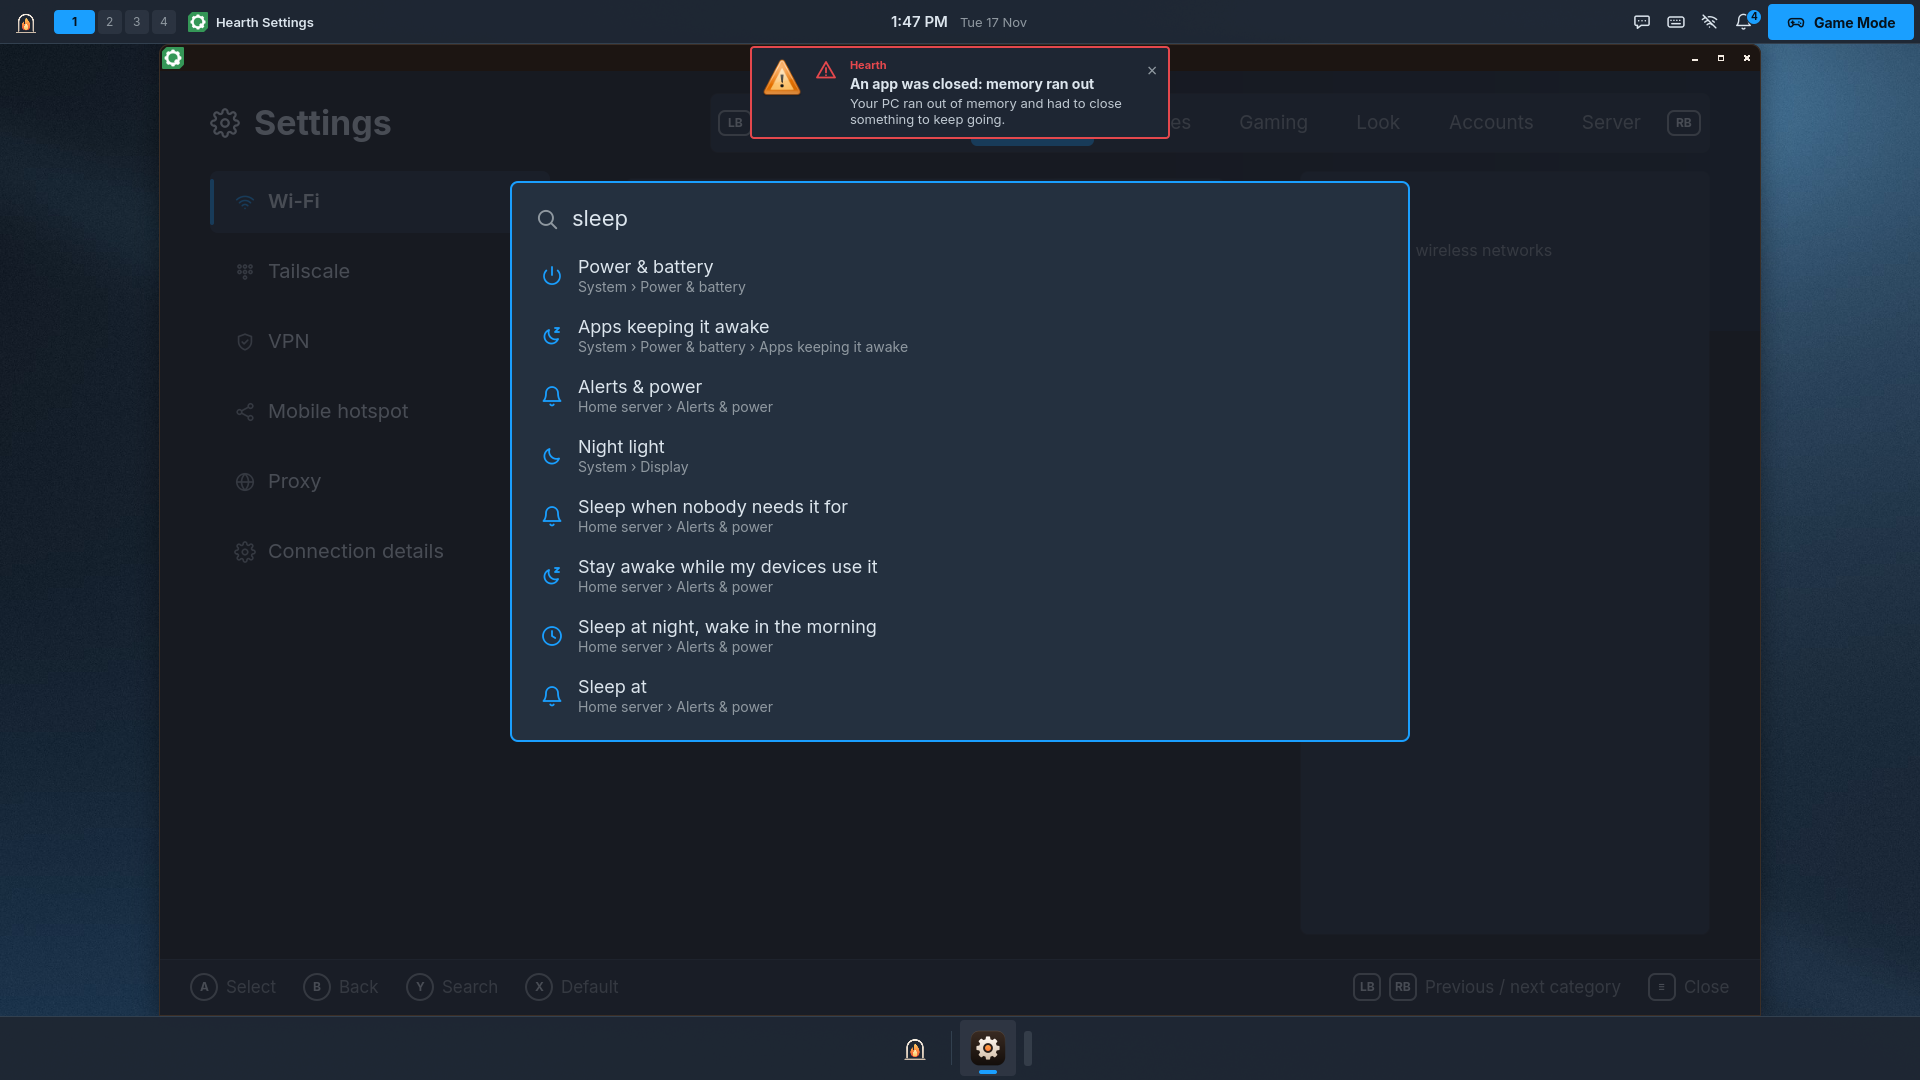 1 2 3 4 Hearth Settings 1:47 PM Tue 17 Nov 4 Game Mode
Hearth
An app was closed: memory ran out
Your PC ran out of memory and had to close
something to keep going.
Settings
LB es Gaming Look Accounts Server RB
Wi-Fi
Tailscale
VPN
Mobile hotspot
Proxy
Connection details
wireless networks
sleep
Power & battery
System › Power & battery
Apps keeping it awake
System › Power & battery › Apps keeping it awake
Alerts & power
Home server › Alerts & power
Night light
System › Display
Sleep when nobody needs it for
Home server › Alerts & power
Stay awake while my devices use it
Home server › Alerts & power
Sleep at night, wake in the morning
Home server › Alerts & power
Sleep at
Home server › Alerts & power
A Select B Back Y Search X Default LB RB Previous / next category ≡ Close